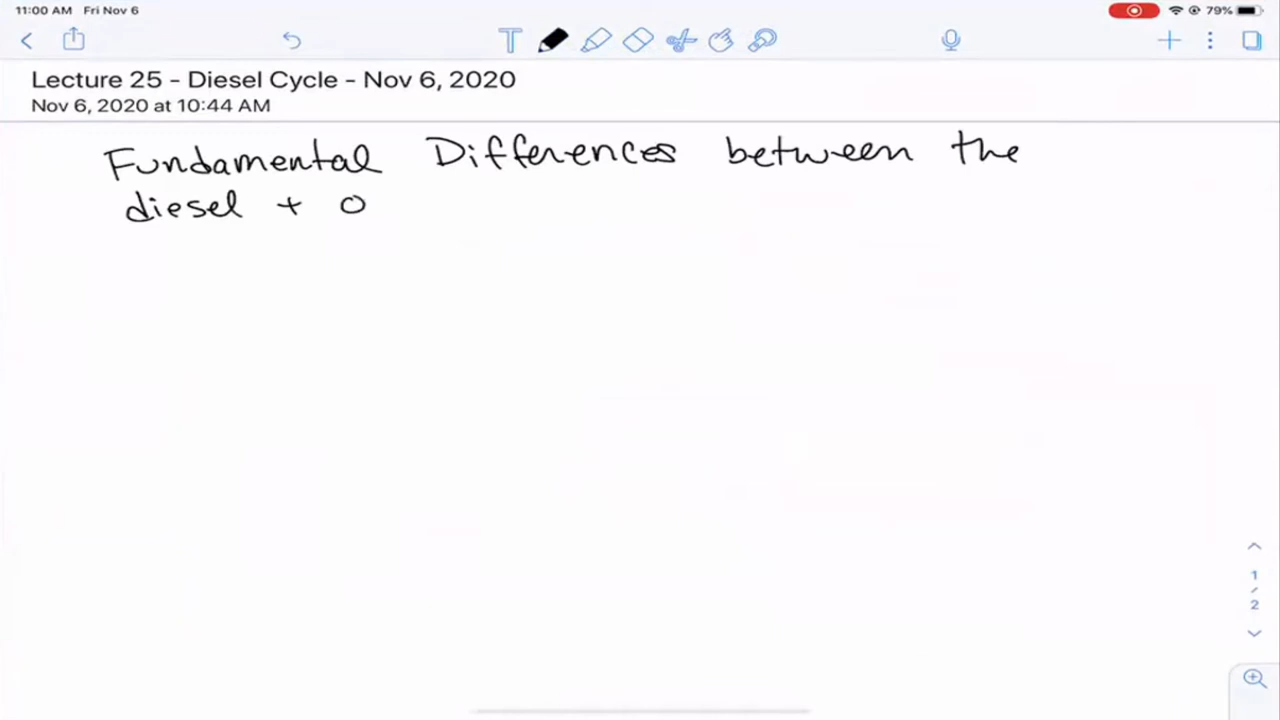 11:00 AM Fri Nov 6 79%
Lecture 25 - Diesel Cycle - Nov 6, 2020
Nov 6, 2020 at 10:44 AM
Fundamental Differences between the
diesel + o
1
/
2